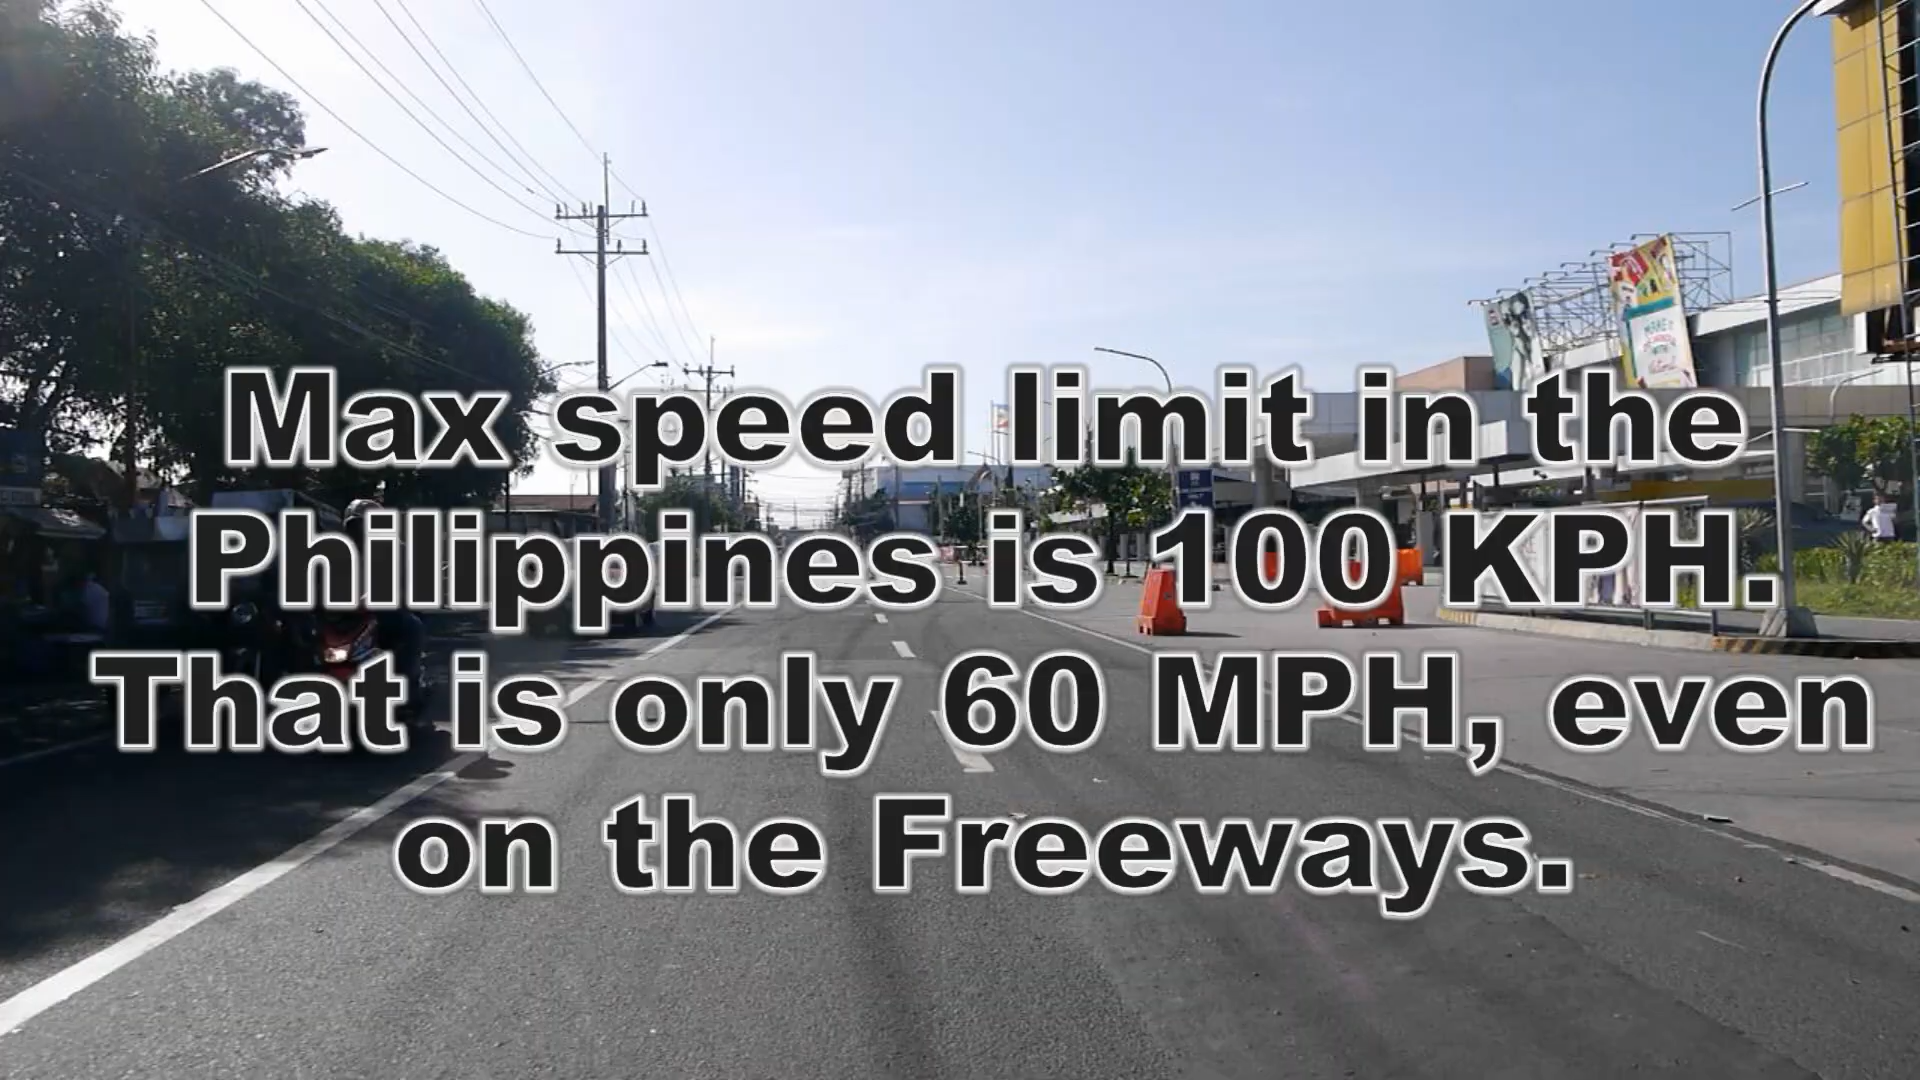 Max speed limit in the
Philippines is 100 KPH.
That is only 60 MPH, even
on the Freeways.